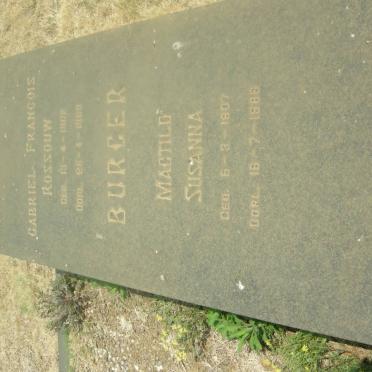 GABRIEL FRANCOIS
ROSSOUW
GEB.
OORL.
BURGER
MAGTILD
SUSANNA
GEB. 5-3-1907
OORL. 16-7-1986